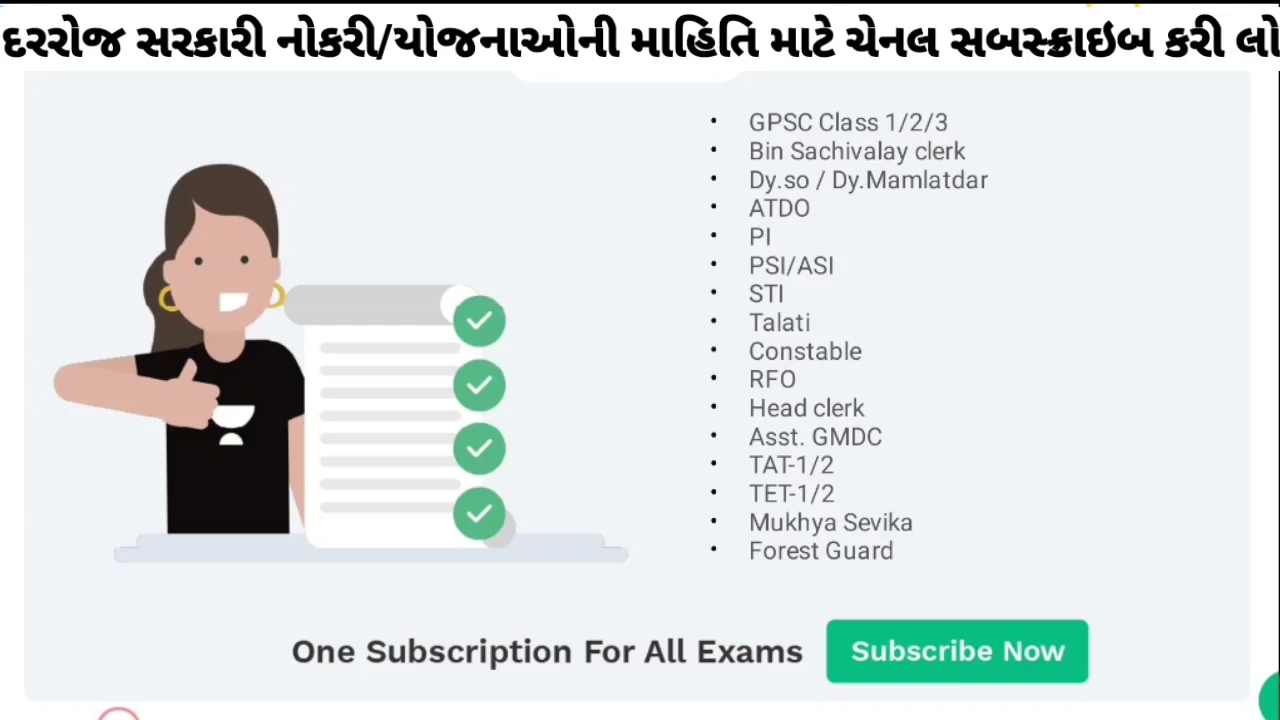 દરરોજ સરકારી નોકરી/યોજનાઓની માહિતિ માટે ચેનલ સબસ્ક્રાઇબ કરી લો
• GPSC Class 1/2/3
• Bin Sachivalay clerk
• Dy.so / Dy.Mamlatdar
• ATDO
• PI
• PSI/ASI
• STI
• Talati
• Constable
• RFO
• Head clerk
• Asst. GMDC
• TAT-1/2
• TET-1/2
• Mukhya Sevika
• Forest Guard
One Subscription For All Exams
Subscribe Now